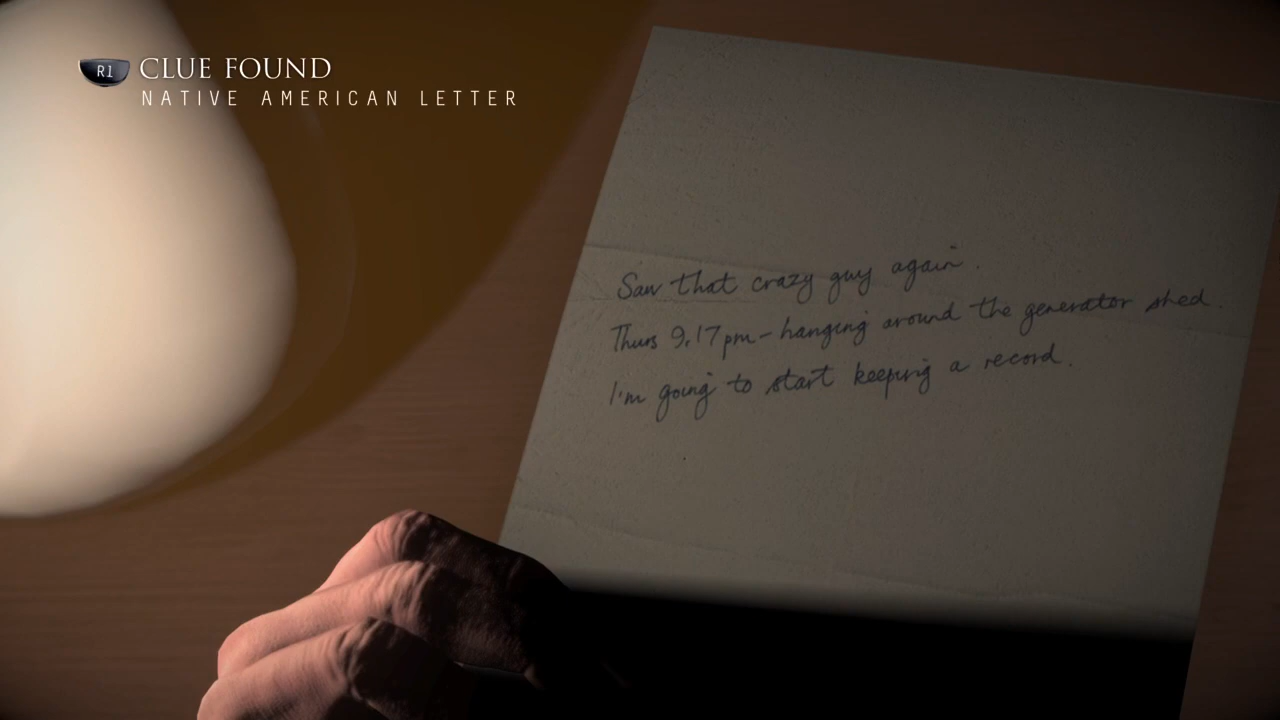 R1 CLUE FOUND
NATIVE AMERICAN LETTER
Saw that crazy guy again.
Thurs 9.17pm - hanging around the generator shed.
I'm going to start keeping a record.